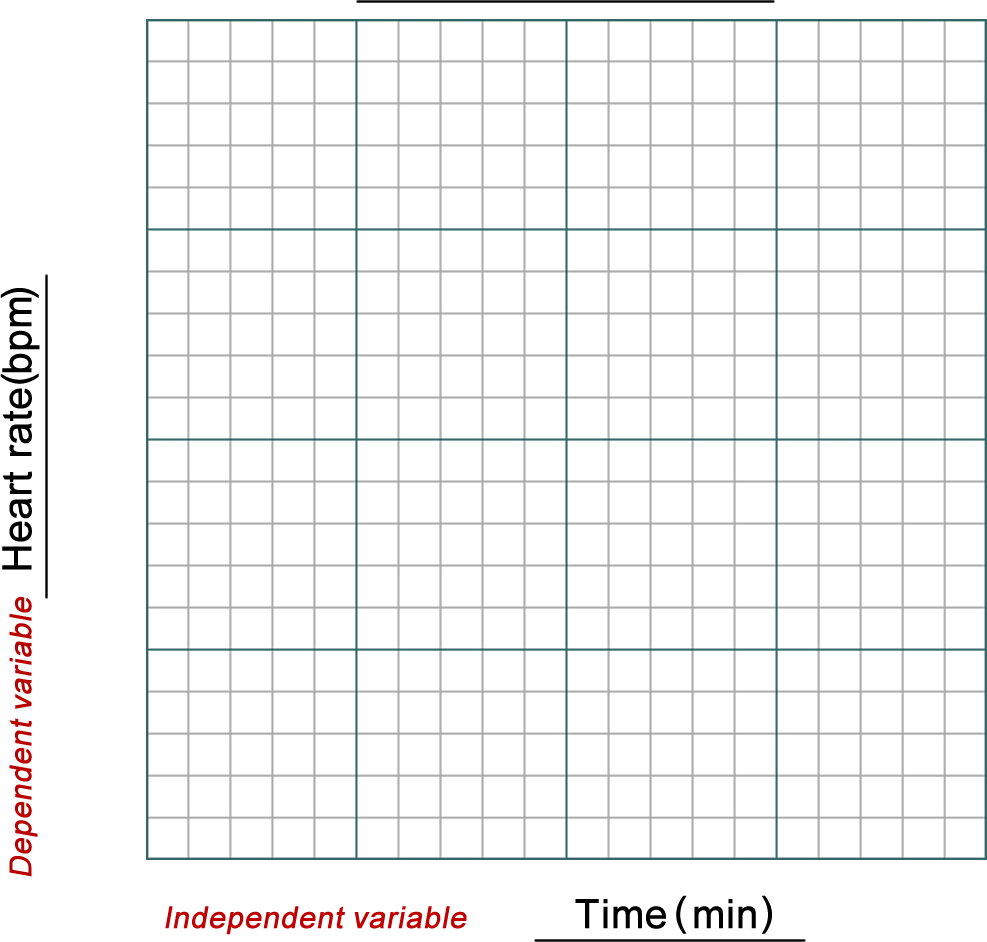 Heart rate(bpm)
Dependent variable
Independent variable
Time (min)